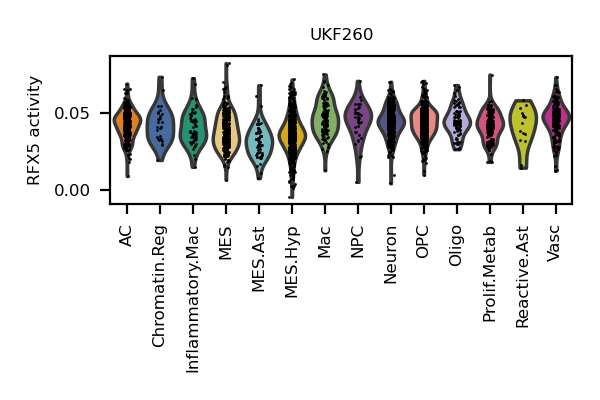 UKF260
RFX5 activity
0.05
0.00
AC
Chromatin.Reg
Inflammatory.Mac
MES
MES.Ast
MES.Hyp
Mac
NPC
Neuron
OPC
Oligo
Prolif.Metab
Reactive.Ast
Vasc